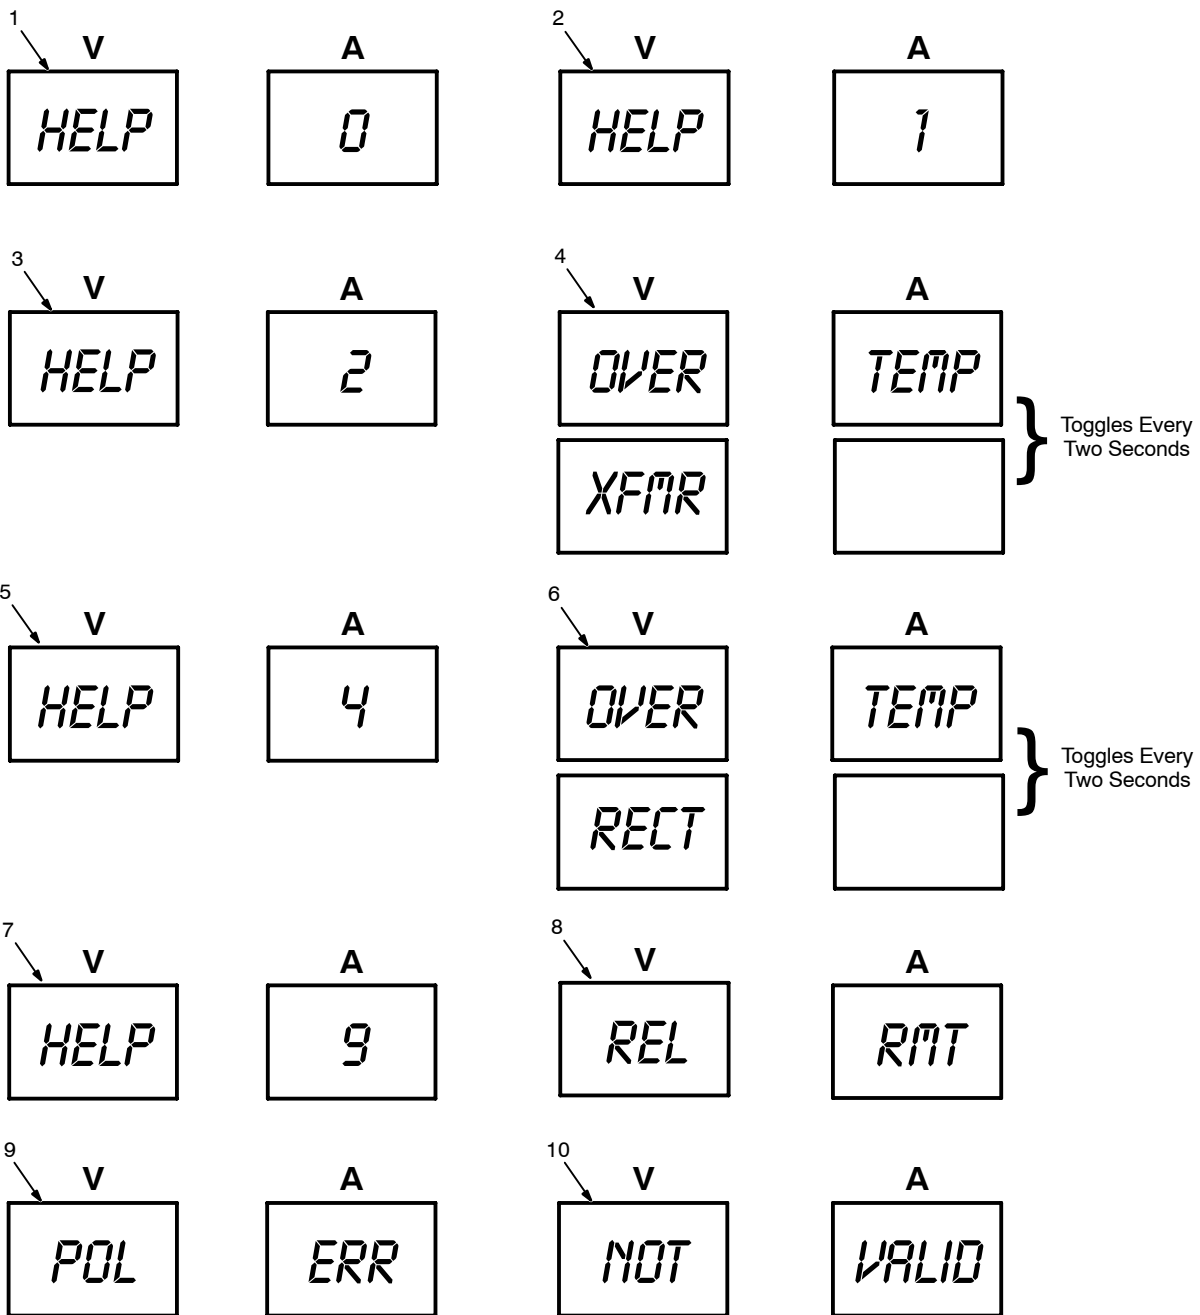 1
2
V A V A
HELP 0 HELP 1
3
4
V A V A
HELP 2 OVER TEMP
Toggles Every
Two Seconds
XFMR
5
6
V A V A
HELP 4 OVER TEMP
Toggles Every
Two Seconds
RECT
7
8
V A V A
HELP 9 REL RMT
9
10
V A V A
POL ERR NOT VALID